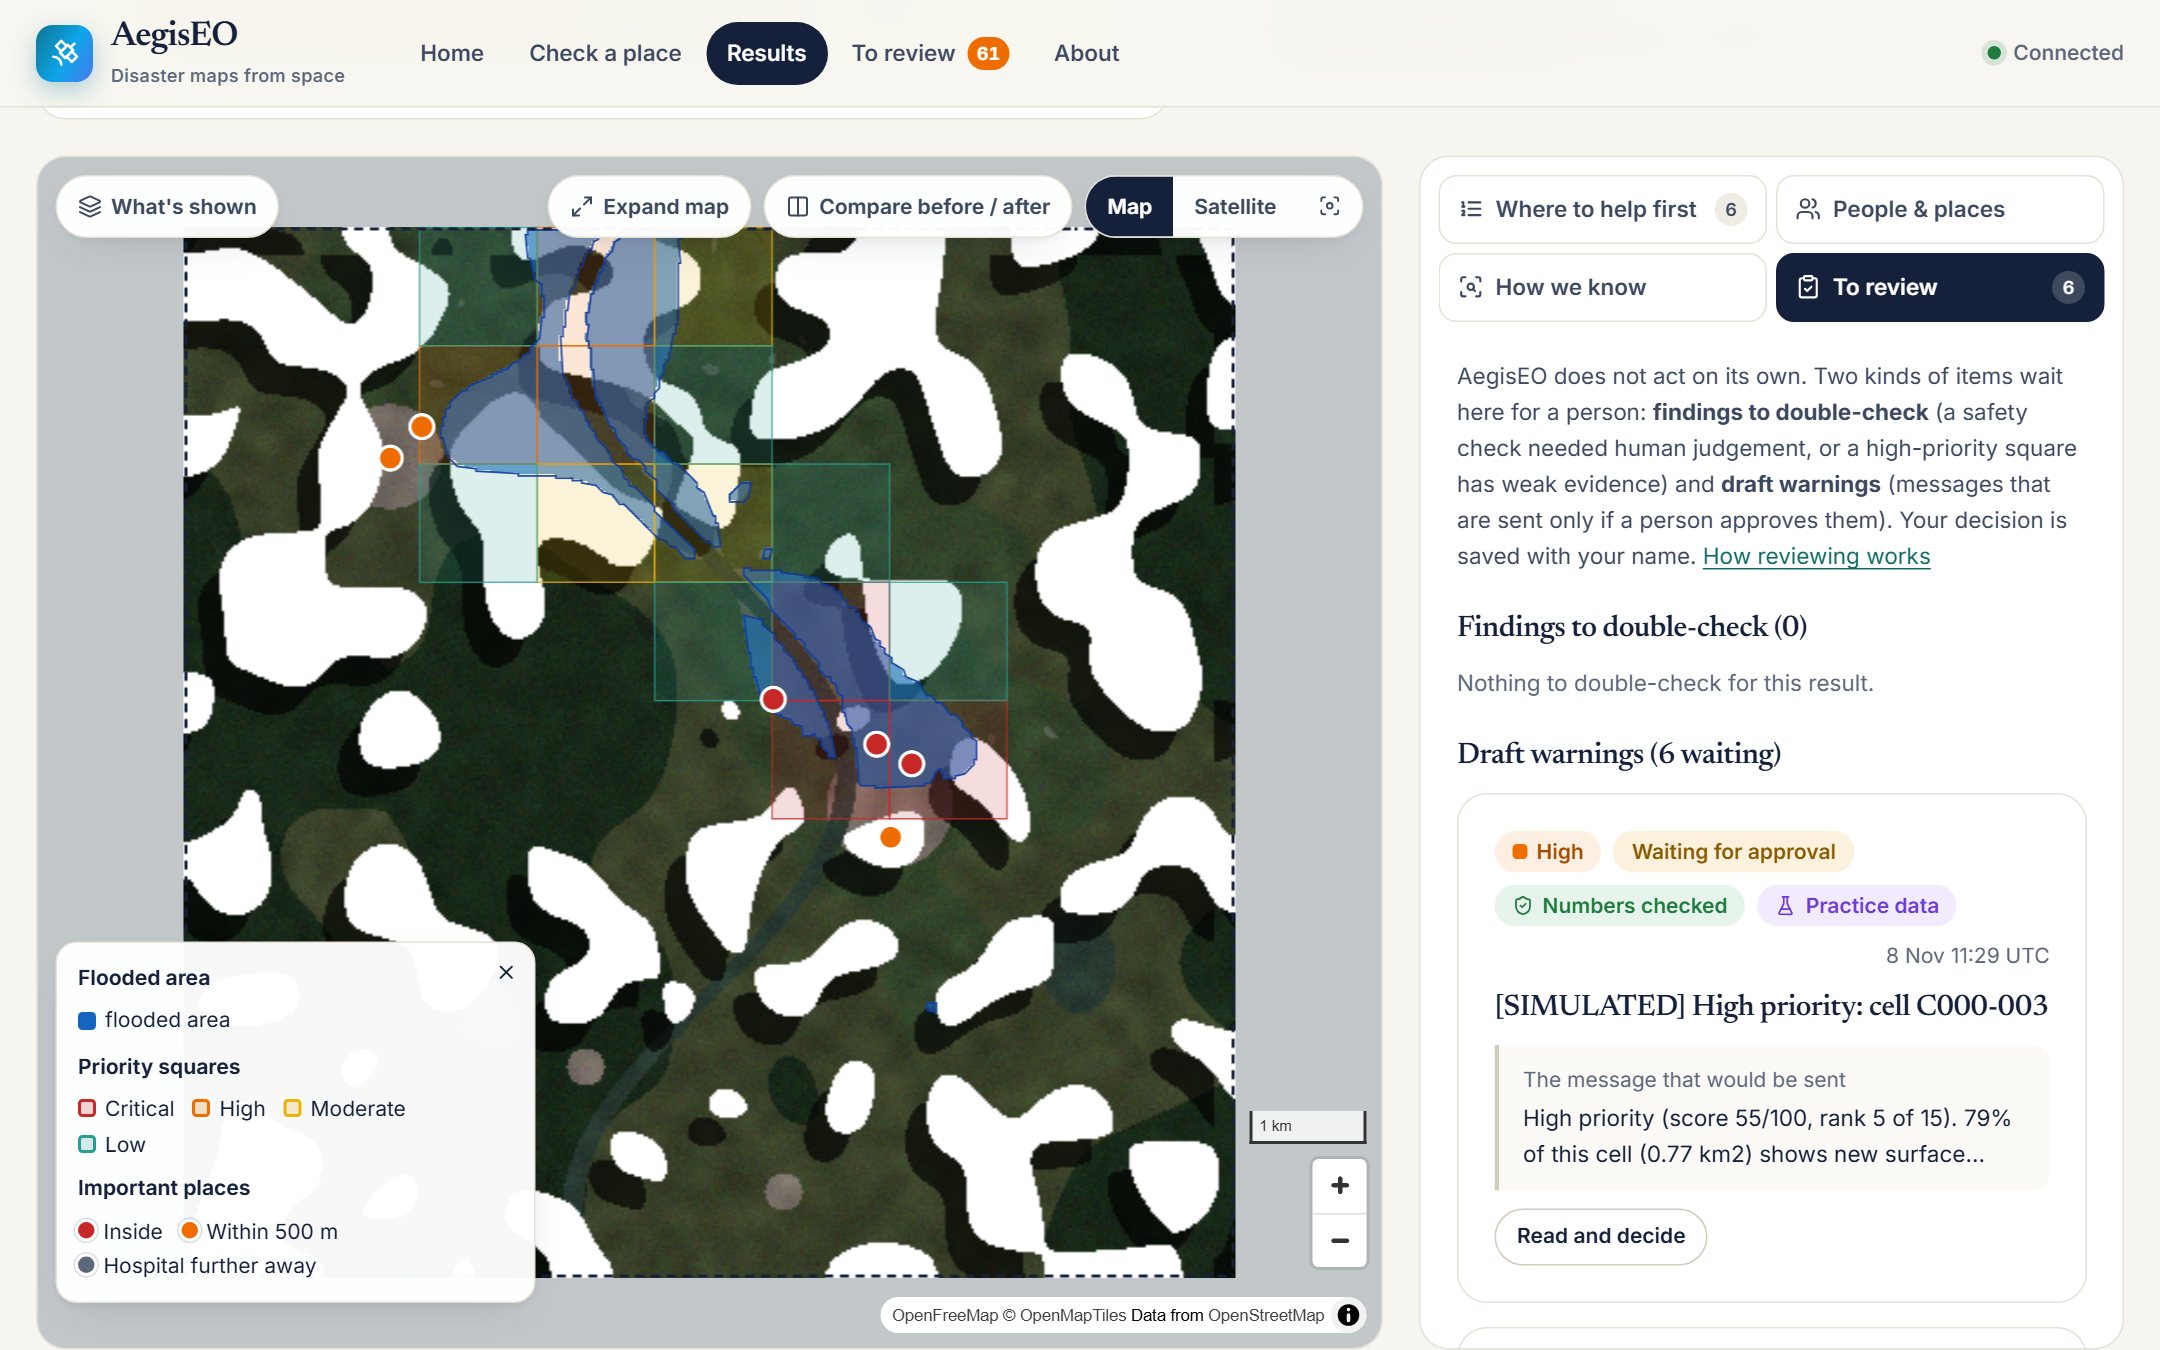 AegisEO
Disaster maps from space
Home
Check a place
Results
To review 61
About
Connected
What's shown
Expand map
Compare before / after
Map
Satellite
Where to help first 6
People & places
How we know
To review 6
AegisEO does not act on its own. Two kinds of items wait
here for a person: findings to double-check (a safety
check needed human judgement, or a high-priority square
has weak evidence) and draft warnings (messages that
are sent only if a person approves them). Your decision is
saved with your name. How reviewing works
Findings to double-check (0)
Nothing to double-check for this result.
Draft warnings (6 waiting)
High
Waiting for approval
Numbers checked
Practice data
8 Nov 11:29 UTC
[SIMULATED] High priority: cell C000-003
The message that would be sent
High priority (score 55/100, rank 5 of 15). 79%
of this cell (0.77 km2) shows new surface...
Read and decide
Flooded area
flooded area
Priority squares
Critical High Moderate
Low
Important places
Inside Within 500 m
Hospital further away
1 km
+
−
OpenFreeMap © OpenMapTiles Data from OpenStreetMap